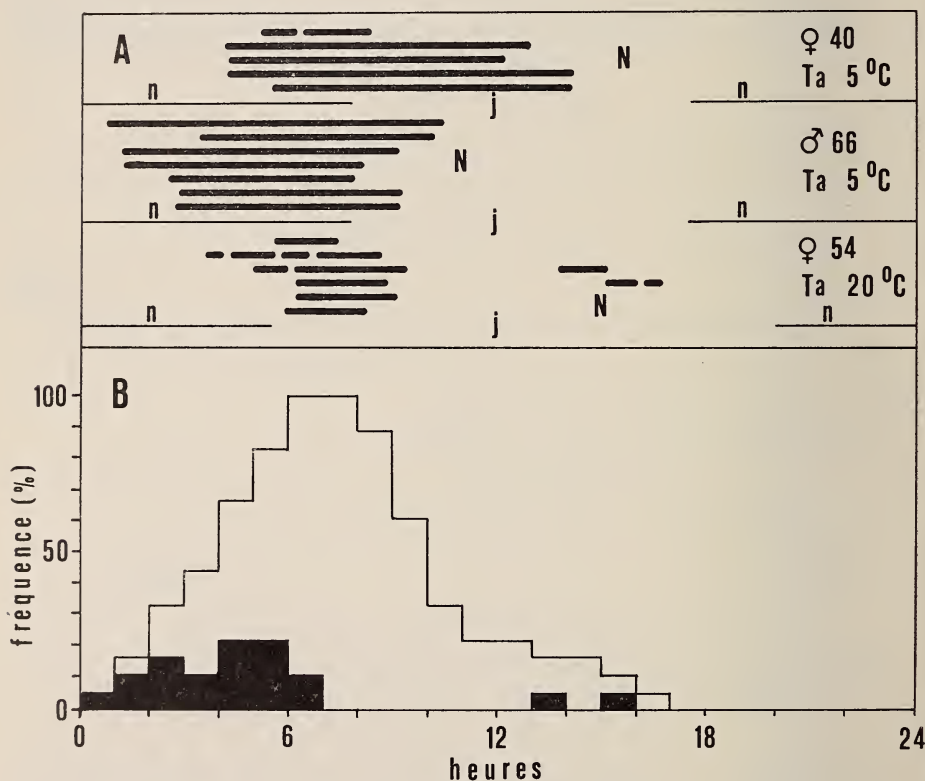 A
N
♀ 40
Ta 5 °C
n
j
n
N
♂ 66
Ta 5 °C
n
j
n
♀ 54
Ta 20 °C
N
n
j
n
B
100
50
0
fréquence (%)
0 6 12 18 24
heures